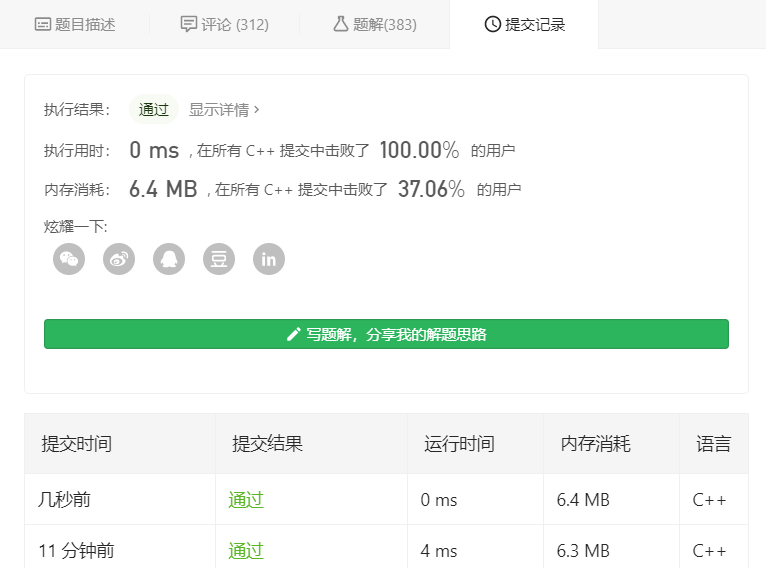 题目描述 评论 (312) 题解(383) 提交记录
执行结果： 通过 显示详情 ›
执行用时： 0 ms , 在所有 C++ 提交中击败了 100.00% 的用户
内存消耗： 6.4 MB , 在所有 C++ 提交中击败了 37.06% 的用户
炫耀一下:
豆 in
写题解，分享我的解题思路
提交时间 提交结果 运行时间 内存消耗 语言
几秒前 通过 0 ms 6.4 MB C++
11 分钟前 通过 4 ms 6.3 MB C++